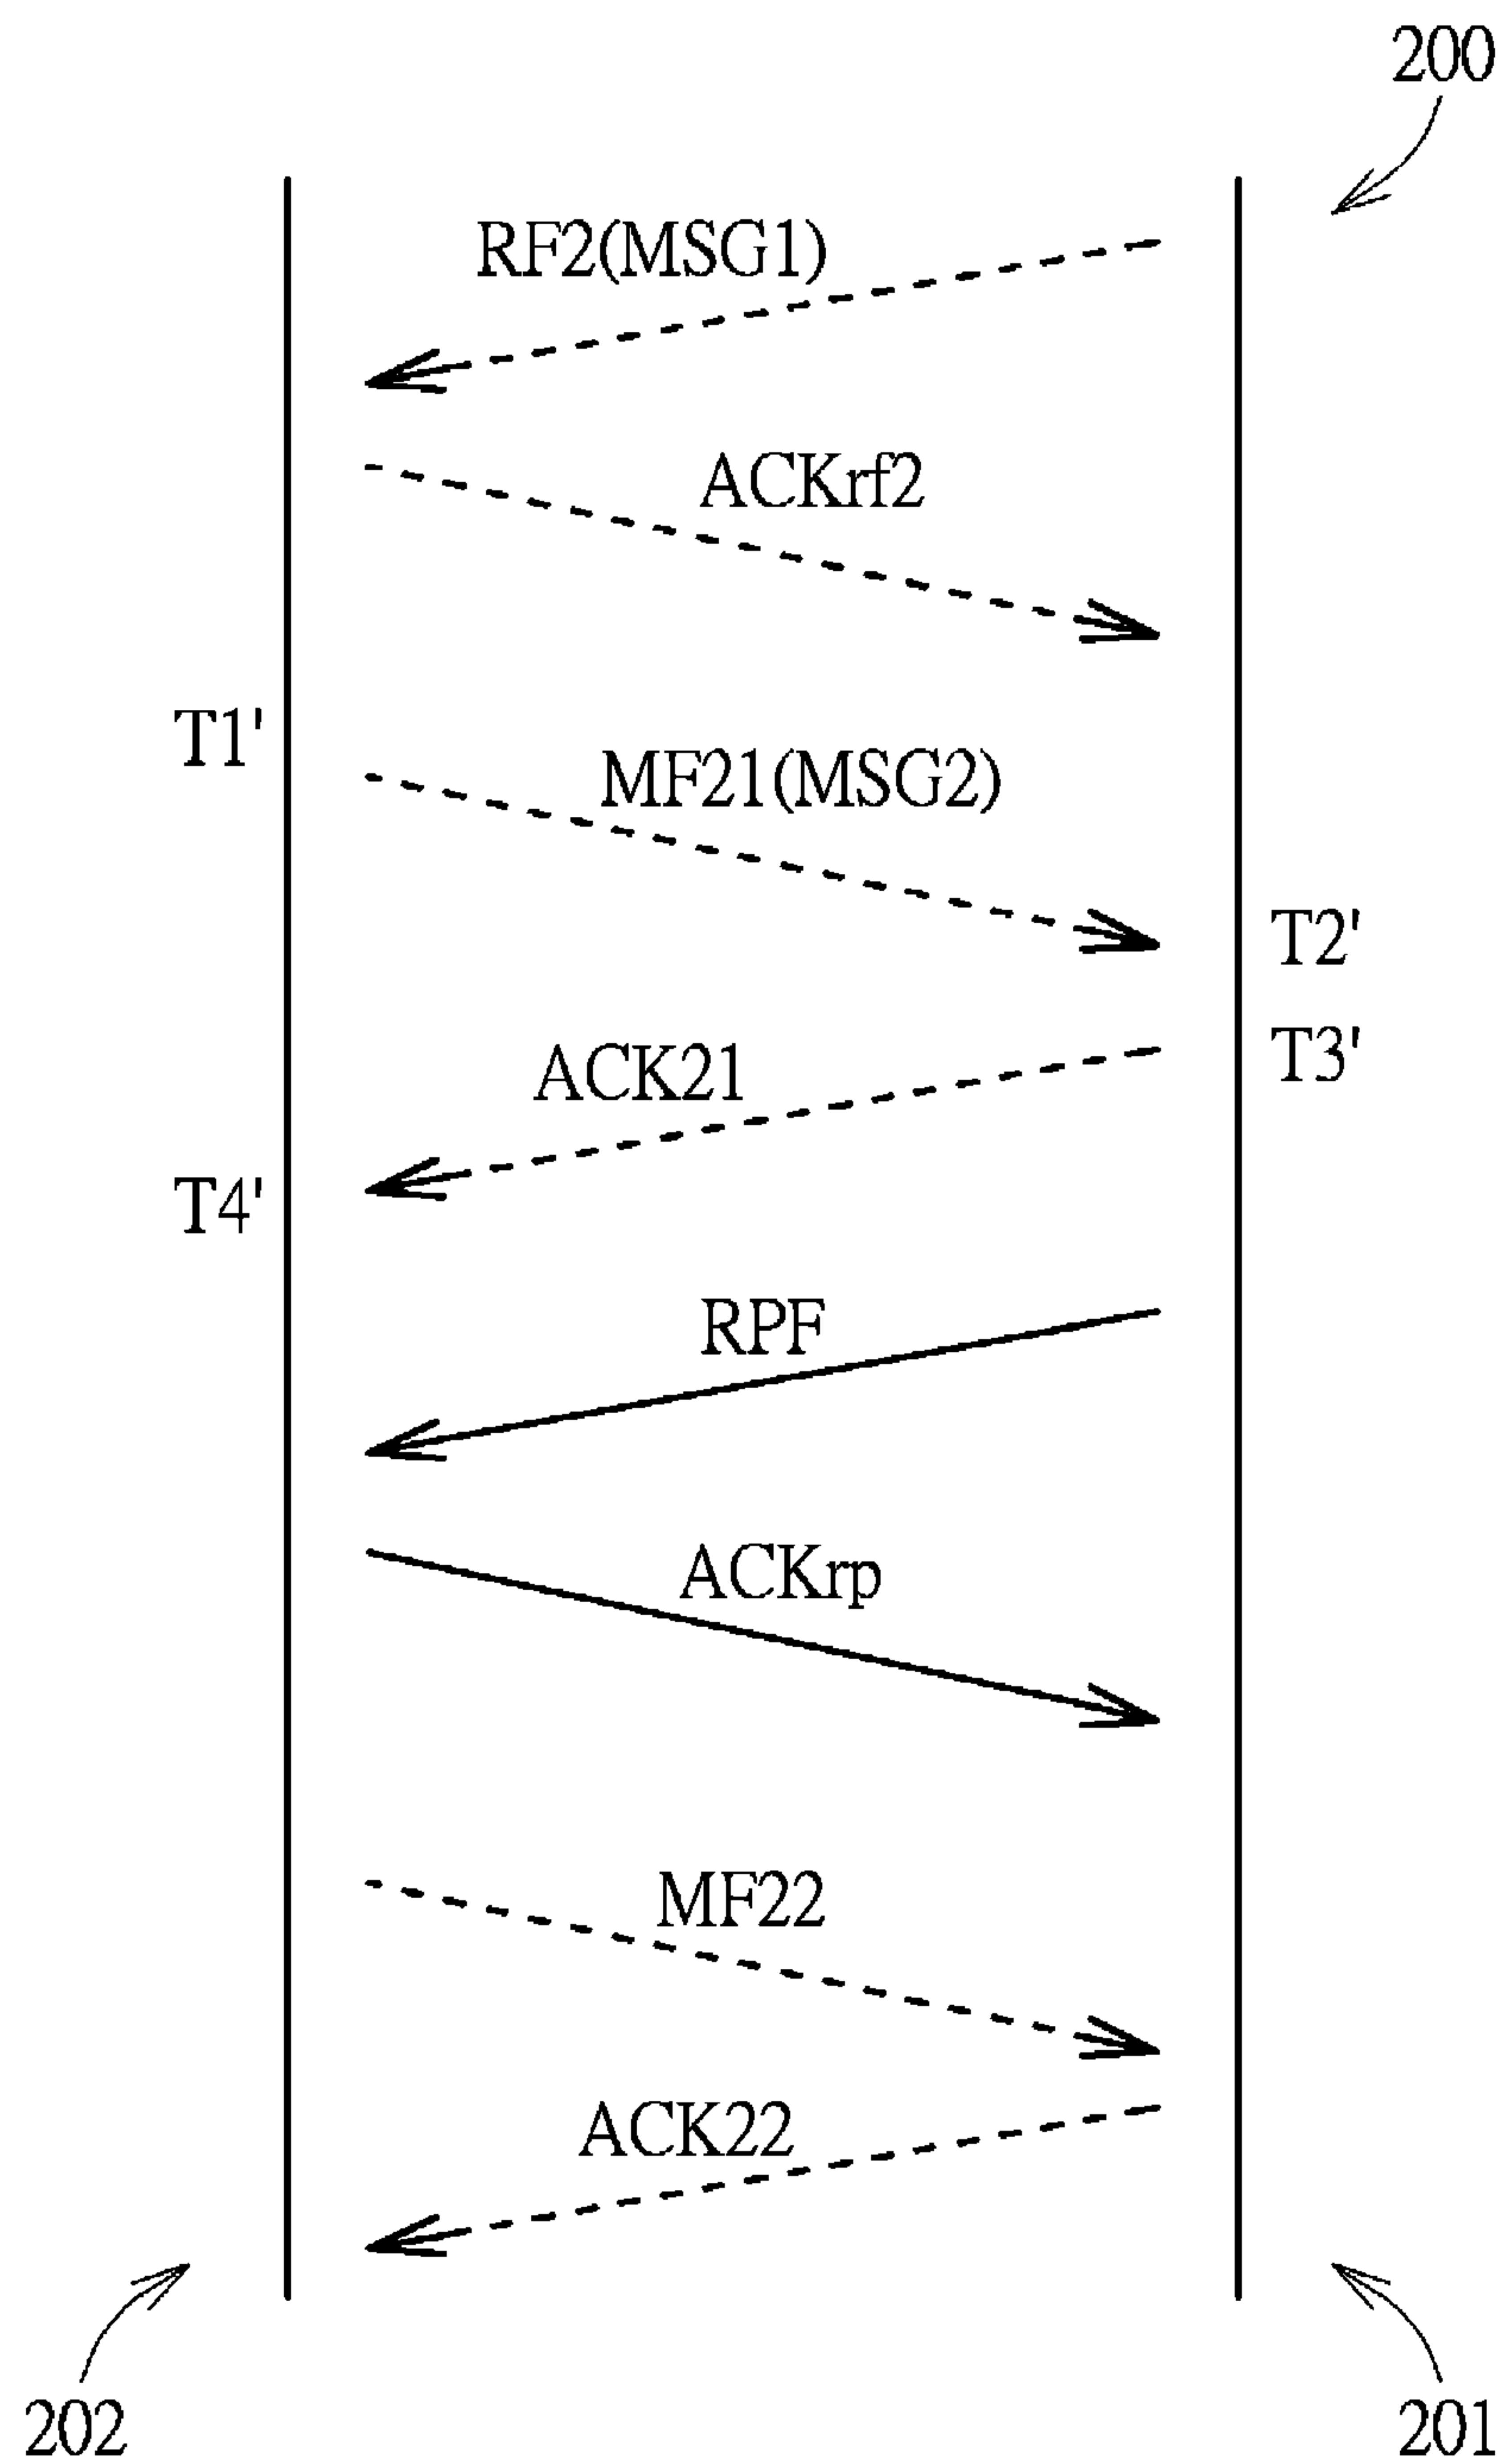 200
RF2(MSG1)
ACKrf2
T1'
MF21(MSG2)
T2'
T3'
ACK21
T4'
RPF
ACKrp
MF22
ACK22
202
201